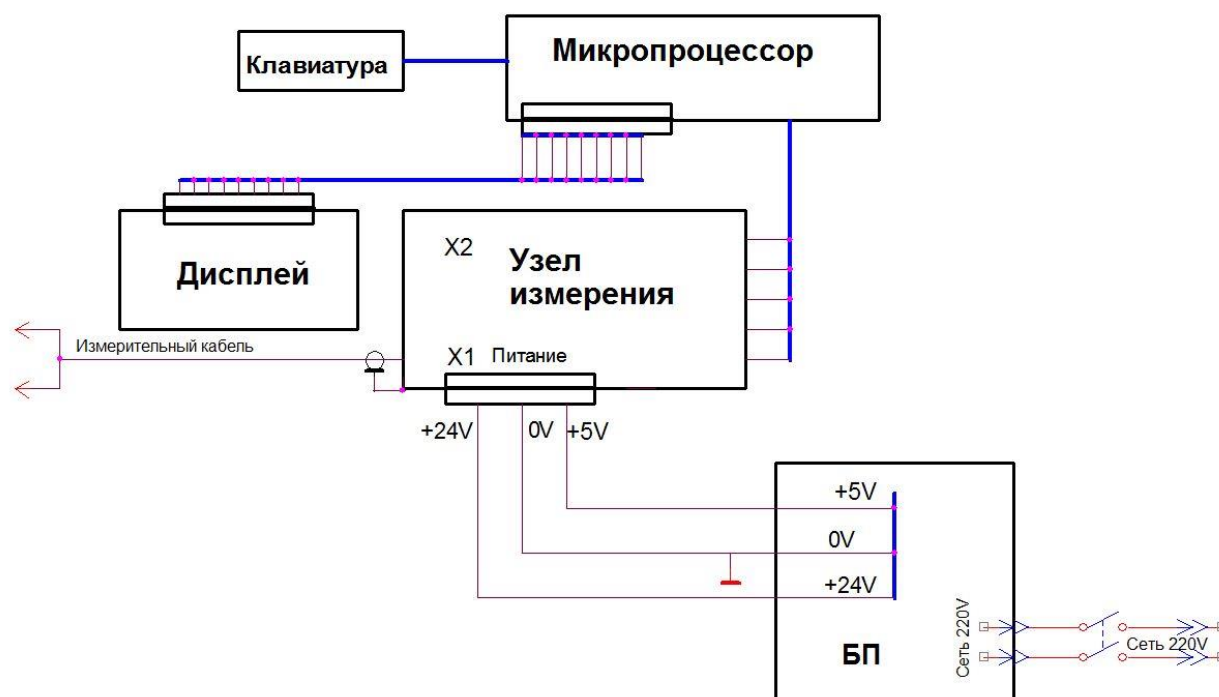 Микропроцессор
Клавиатура
X2
Узел
измерения
Дисплей
Измерительный кабель
X1 Питание
+24V 0V +5V
+5V
0V
+24V
Сеть 220V
Сеть 220V
БП